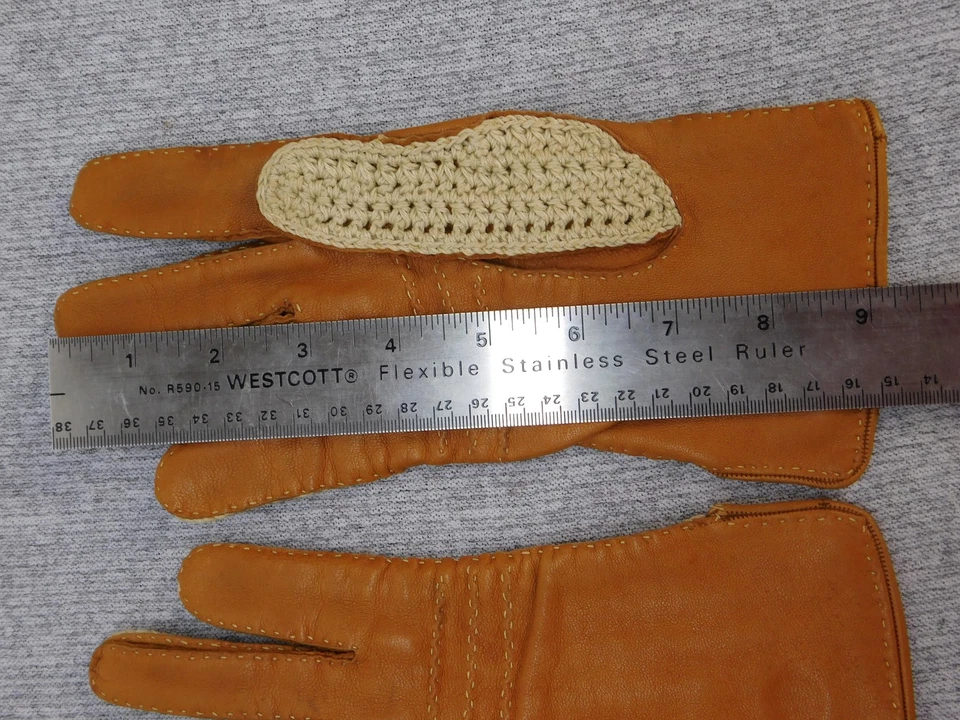 1 2 3 4 5 6 7 8 9
No. R590-15 WESTCOTT® Flexible Stainless Steel Ruler
38 37 36 35 34 33 32 31 30 29 28 27 26 25 24 23 22 21 20 19 18 17 16 15 14